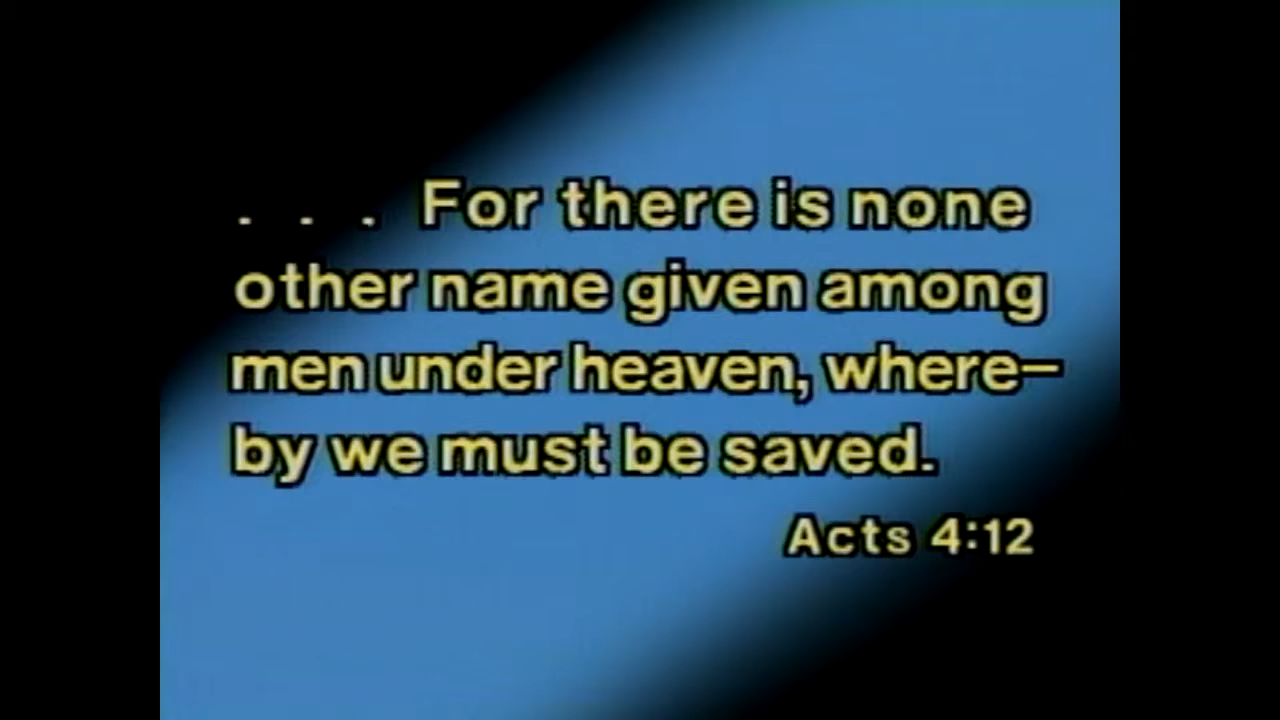 . . . For there is none
other name given among
men under heaven, where–
by we must be saved.
Acts 4:12